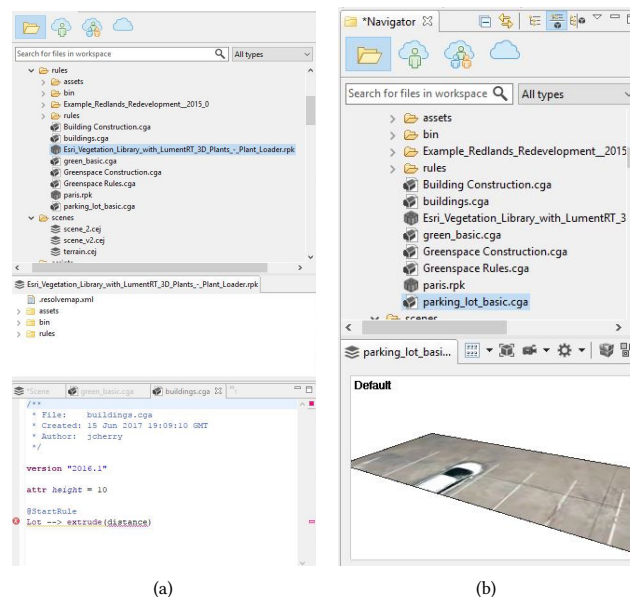 Search for files in workspace
All types
rules
assets
bin
Example_Redlands_Redevelopment__2015_0
rules
Building Construction.cga
buildings.cga
Esri_Vegetation_Library_with_LumentRT_3D_Plants_-_Plant_Loader.rpk
green_basic.cga
Greenspace Construction.cga
Greenspace Rules.cga
paris.rpk
parking_lot_basic.cga
scenes
scene_2.cej
scene_v2.cej
terrain.cej
Esri_Vegetation_Library_with_LumentRT_3D_Plants_-_Plant_Loader.rpk
.resolvemap.xml
assets
bin
rules
*Scene green_basic.cga buildings.cga
/**
* File: buildings.cga
* Created: 15 Jun 2017 19:09:10 GMT
* Author: jcherry
*/
version "2016.1"
attr height = 10
@StartRule
Lot --> extrude(distance)
(a)
*Navigator
Search for files in workspace
All types
assets
bin
Example_Redlands_Redevelopment__2015
rules
Building Construction.cga
buildings.cga
Esri_Vegetation_Library_with_LumentRT_3
green_basic.cga
Greenspace Construction.cga
Greenspace Rules.cga
paris.rpk
parking_lot_basic.cga
scenes
parking_lot_basi...
Default
(b)